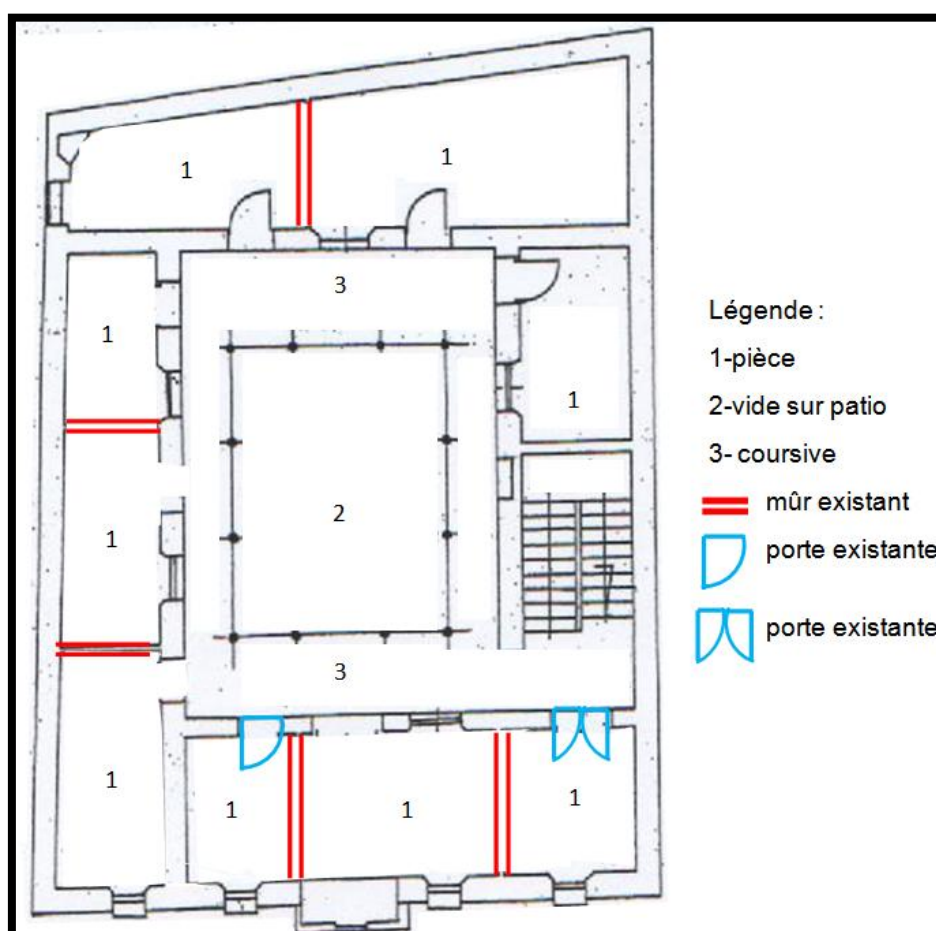 1
1
3
1
1
2
1
3
1
1
1
1
Légende :
1-pièce
2-vide sur patio
3- coursive
mûr existant
porte existante
porte existante